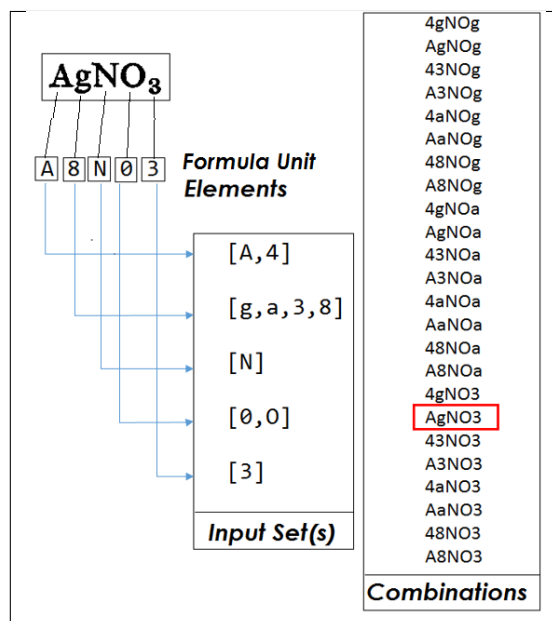 AgNO₃
A 8 N 0 3
Formula Unit
Elements
[A,4]
[g,a,3,8]
[N]
[0,O]
[3]
Input Set(s)
4gNOg
AgNOg
43NOg
A3NOg
4aNOg
AaNOg
48NOg
A8NOg
4gNOa
AgNOa
43NOa
A3NOa
4aNOa
AaNOa
48NOa
A8NOa
4gNO3
AgNO3
43NO3
A3NO3
4aNO3
AaNO3
48NO3
A8NO3
Combinations